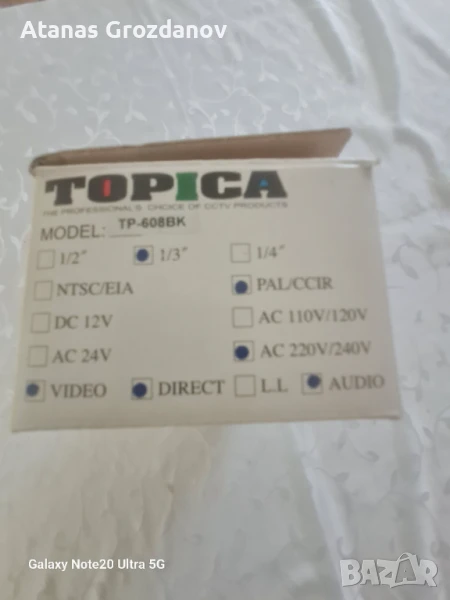 Atanas Grozdanov
TOPICA
THE PROFESSIONAL'S CHOICE OF CCTV PRODUCTS
MODEL: TP-608BK
1/2" 1/3" 1/4"
NTSC/EIA PAL/CCIR
DC 12V AC 110V/120V
AC 24V AC 220V/240V
VIDEO DIRECT L.L AUDIO
Galaxy Note20 Ultra 5G
BAZAR